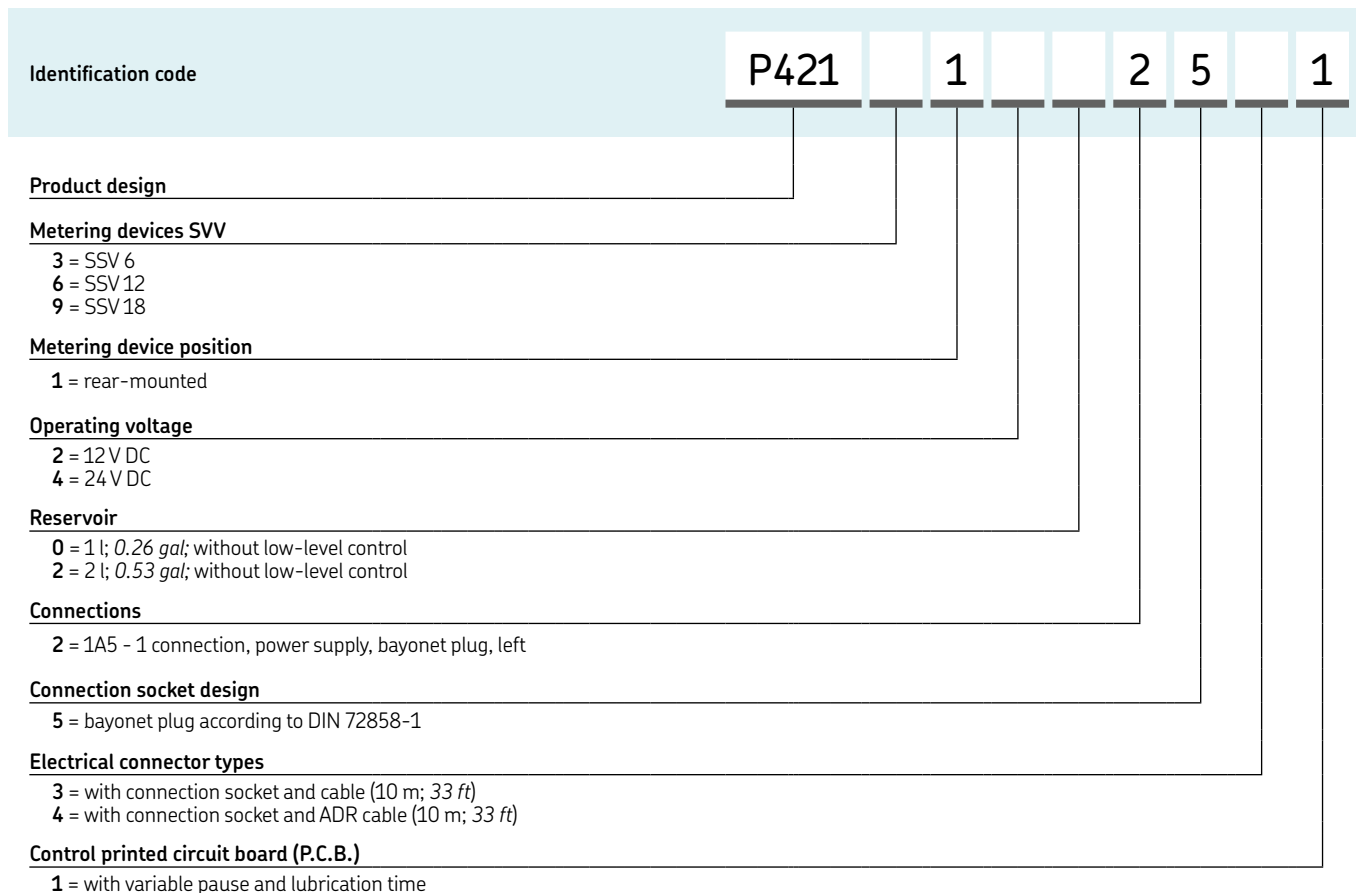 Identification code P421 1 2 5 1
Product design
Metering devices SVV
3 = SSV 6
6 = SSV 12
9 = SSV 18
Metering device position
1 = rear-mounted
Operating voltage
2 = 12 V DC
4 = 24 V DC
Reservoir
0 = 1 l; 0.26 gal; without low-level control
2 = 2 l; 0.53 gal; without low-level control
Connections
2 = 1A5 - 1 connection, power supply, bayonet plug, left
Connection socket design
5 = bayonet plug according to DIN 72858-1
Electrical connector types
3 = with connection socket and cable (10 m; 33 ft)
4 = with connection socket and ADR cable (10 m; 33 ft)
Control printed circuit board (P.C.B.)
1 = with variable pause and lubrication time